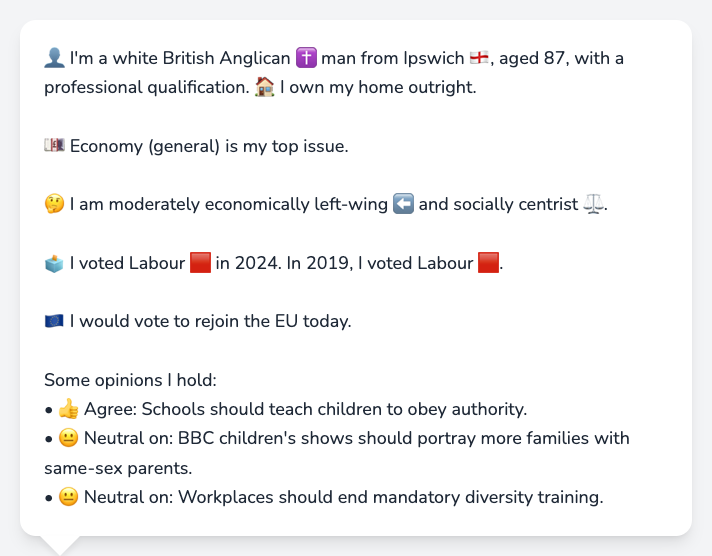 👤 I'm a white British Anglican ✝️ man from Ipswich 🏴󠁧󠁢󠁥󠁮󠁧󠁿, aged 87, with a
professional qualification. 🏠 I own my home outright.
💷 Economy (general) is my top issue.
🤔 I am moderately economically left-wing ⬅️ and socially centrist ⚖️.
🗳️ I voted Labour 🟥 in 2024. In 2019, I voted Labour 🟥.
🇪🇺 I would vote to rejoin the EU today.
Some opinions I hold:
• 👍 Agree: Schools should teach children to obey authority.
• 😐 Neutral on: BBC children's shows should portray more families with
same-sex parents.
• 😐 Neutral on: Workplaces should end mandatory diversity training.